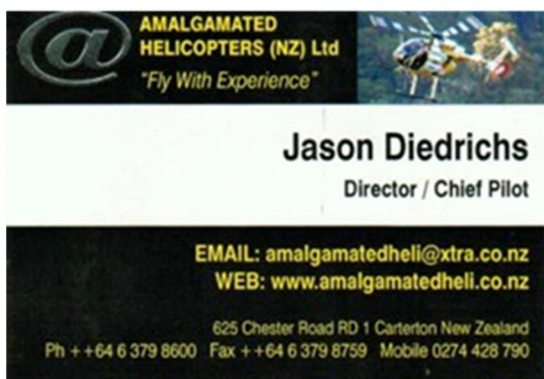 @
AMALGAMATED
HELICOPTERS (NZ) Ltd
"Fly With Experience"
Jason Diedrichs
Director / Chief Pilot
EMAIL: amalgamatedheli@xtra.co.nz
WEB: www.amalgamatedheli.co.nz
625 Chester Road RD 1 Carterton New Zealand
Ph ++64 6 379 8600 Fax ++64 6 379 8759 Mobile 0274 428 790